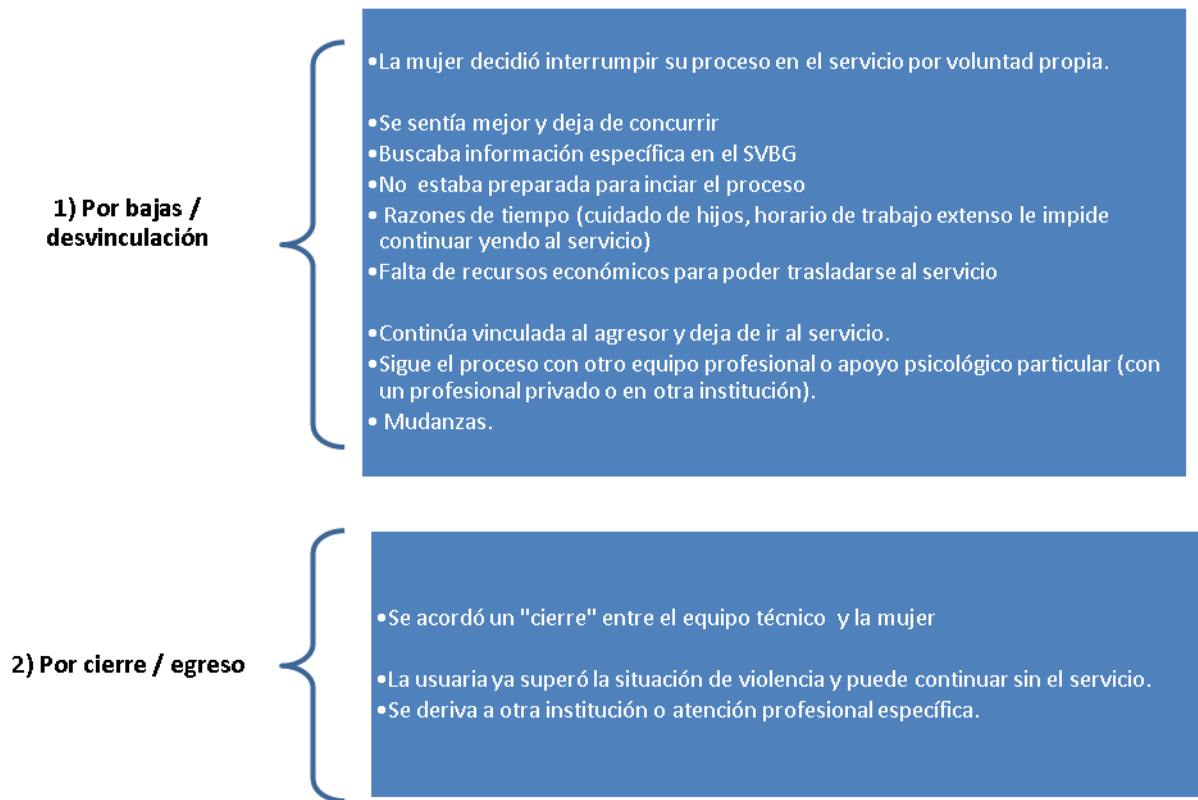 1) Por bajas /
desvinculación
•La mujer decidió interrumpir su proceso en el servicio por voluntad propia.
•Se sentía mejor y deja de concurrir
•Buscaba información específica en el SVBG
•No estaba preparada para inciar el proceso
• Razones de tiempo (cuidado de hijos, horario de trabajo extenso le impide
continuar yendo al servicio)
•Falta de recursos económicos para poder trasladarse al servicio
•Continúa vinculada al agresor y deja de ir al servicio.
•Sigue el proceso con otro equipo profesional o apoyo psicológico particular (con
un profesional privado o en otra institución).
• Mudanzas.
2) Por cierre / egreso
•Se acordó un "cierre" entre el equipo técnico y la mujer
•La usuaria ya superó la situación de violencia y puede continuar sin el servicio.
•Se deriva a otra institución o atención profesional específica.